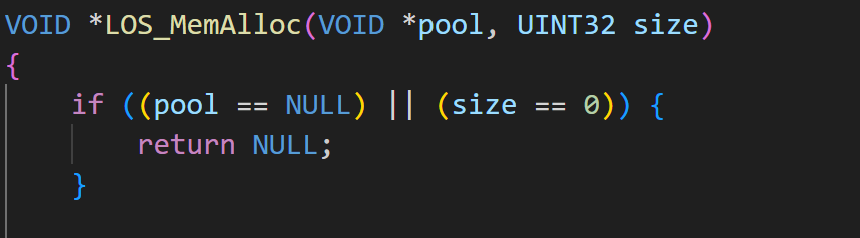 VOID *LOS_MemAlloc(VOID *pool, UINT32 size)
{
    if ((pool == NULL) || (size == 0)) {
        return NULL;
    }